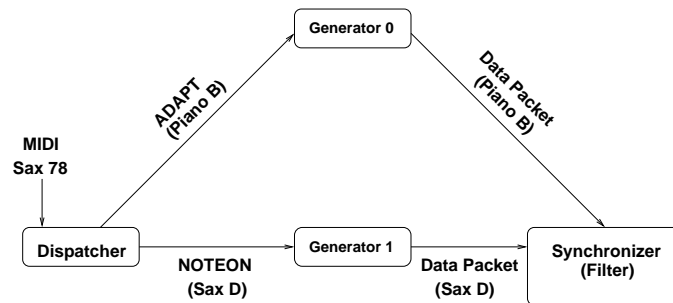 Generator 0
ADAPT
(Piano B)
Data Packet
(Piano B)
MIDI
Sax 78
Dispatcher
NOTEON
(Sax D)
Generator 1
Data Packet
(Sax D)
Synchronizer
(Filter)